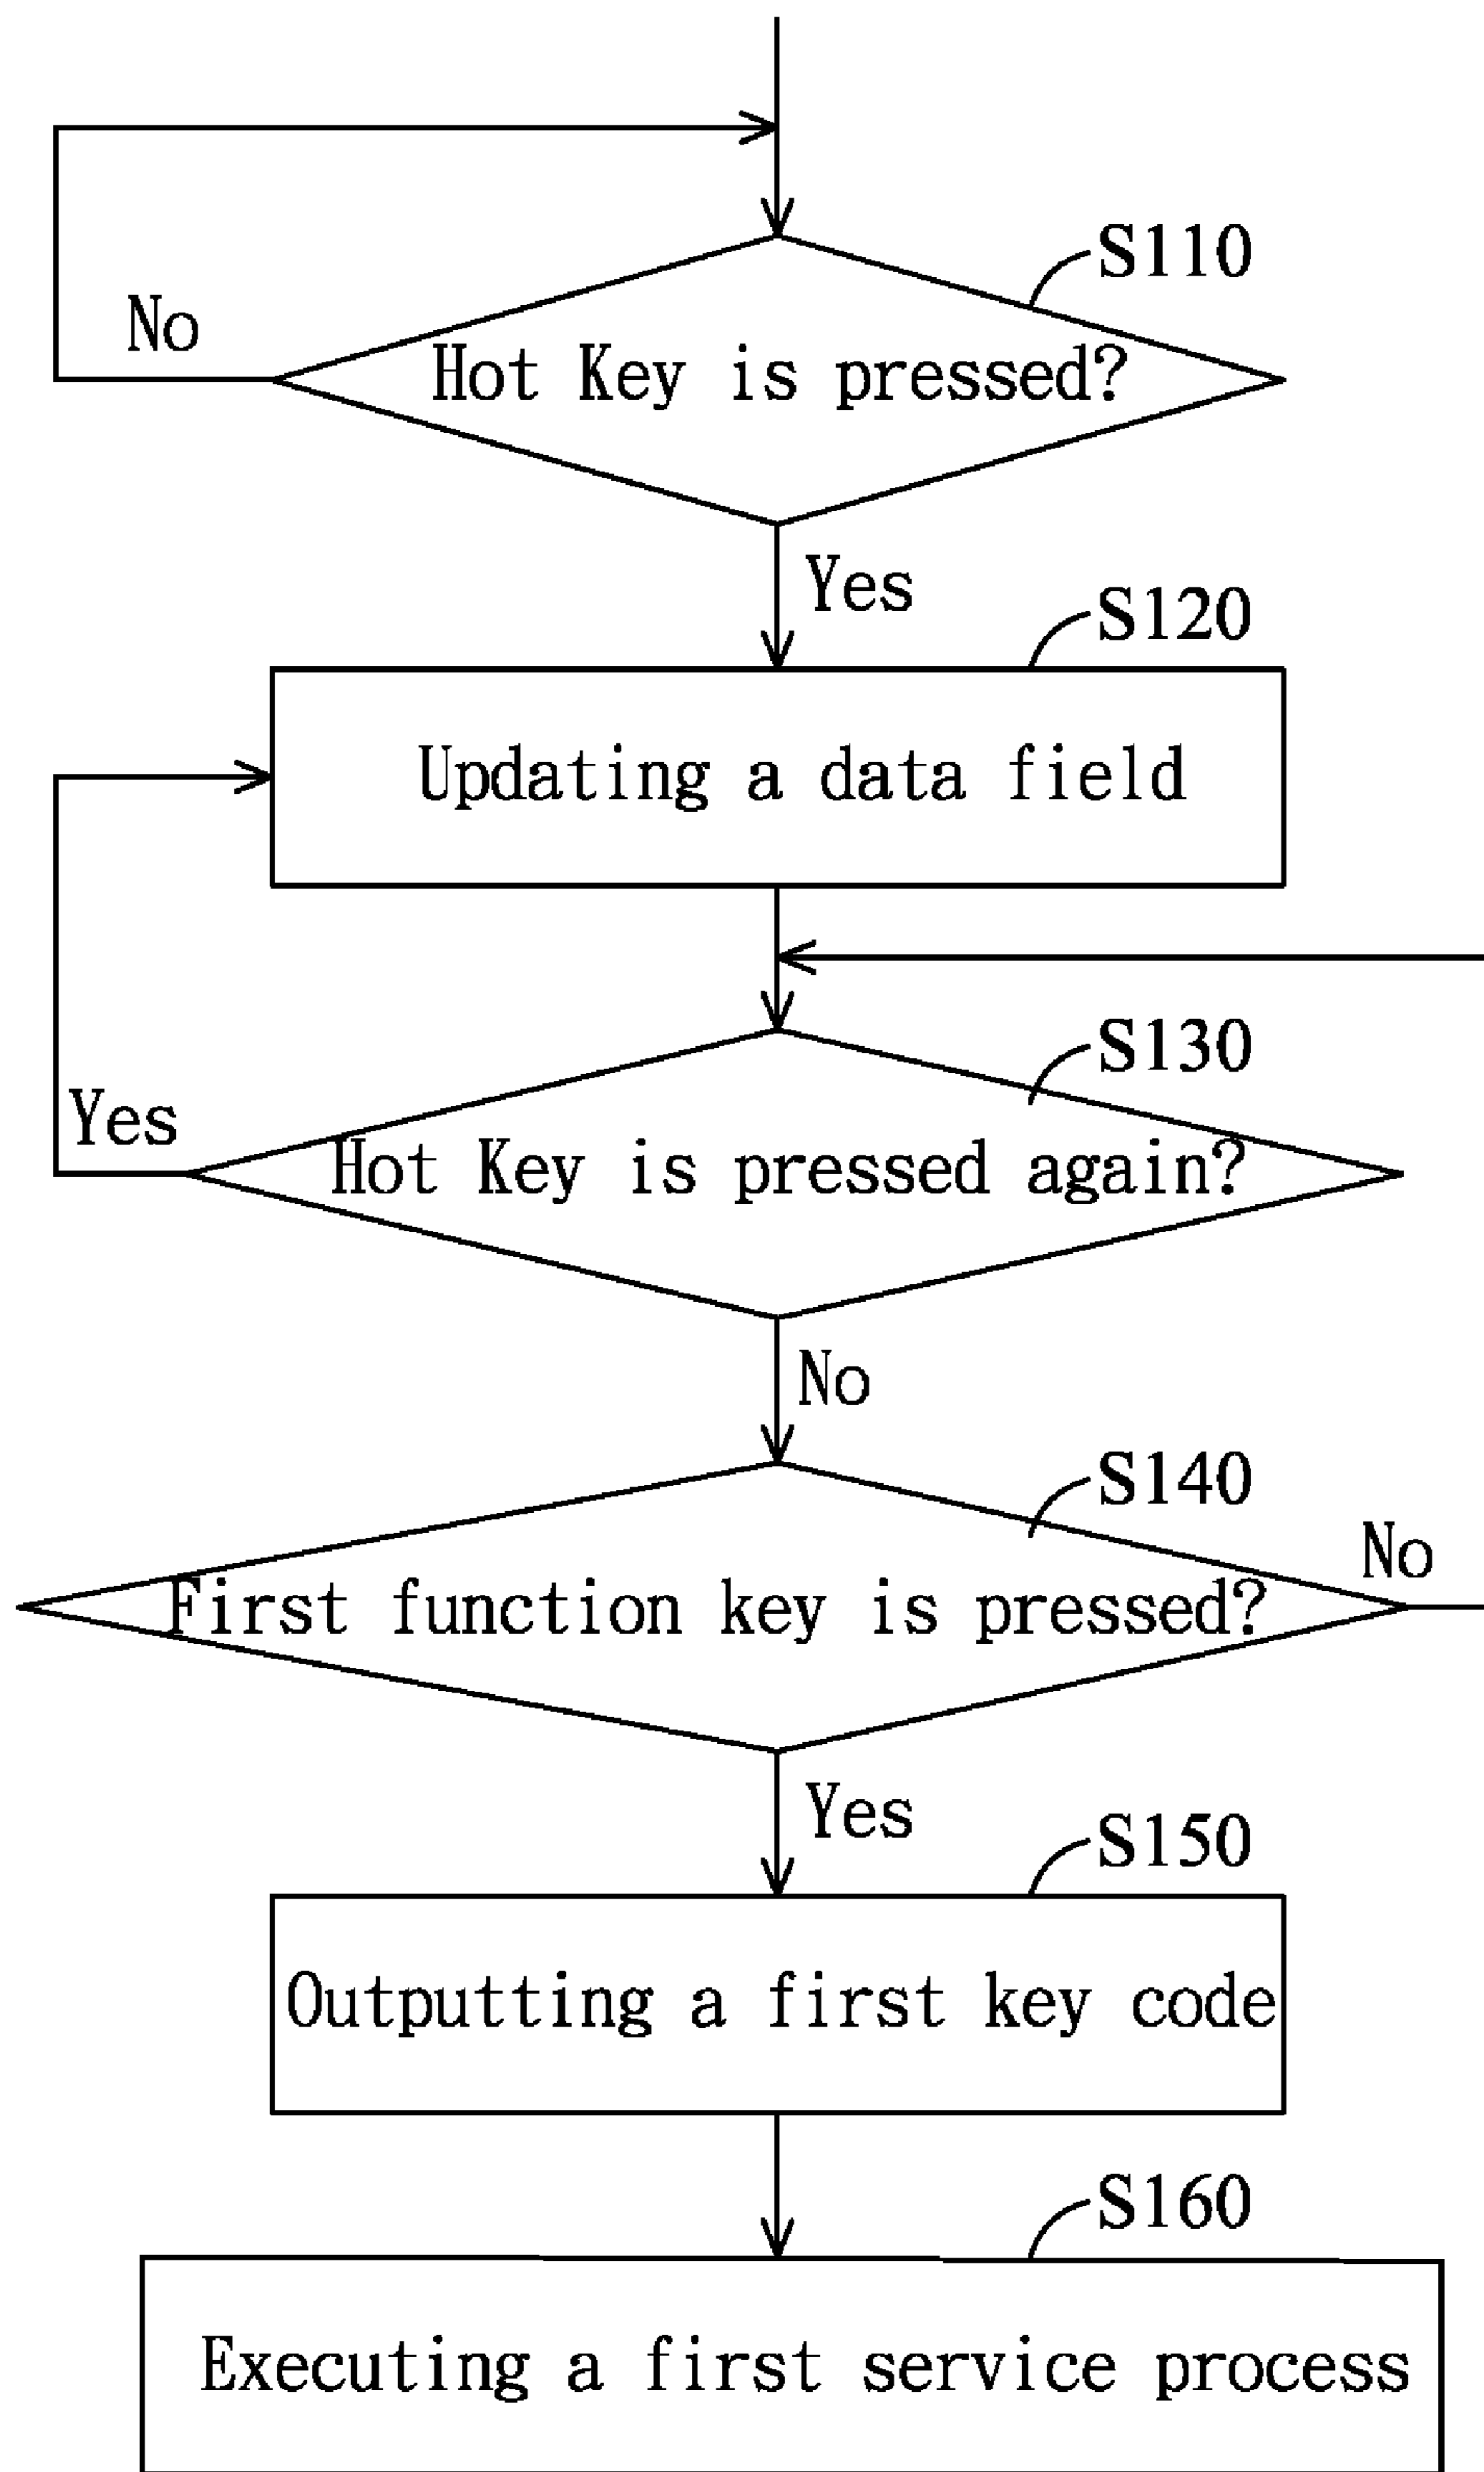 S110
No
Hot Key is pressed?
Yes
S120
Updating a data field
S130
Yes
Hot Key is pressed again?
No
S140
No
First function key is pressed?
Yes
S150
Outputting a first key code
S160
Executing a first service process